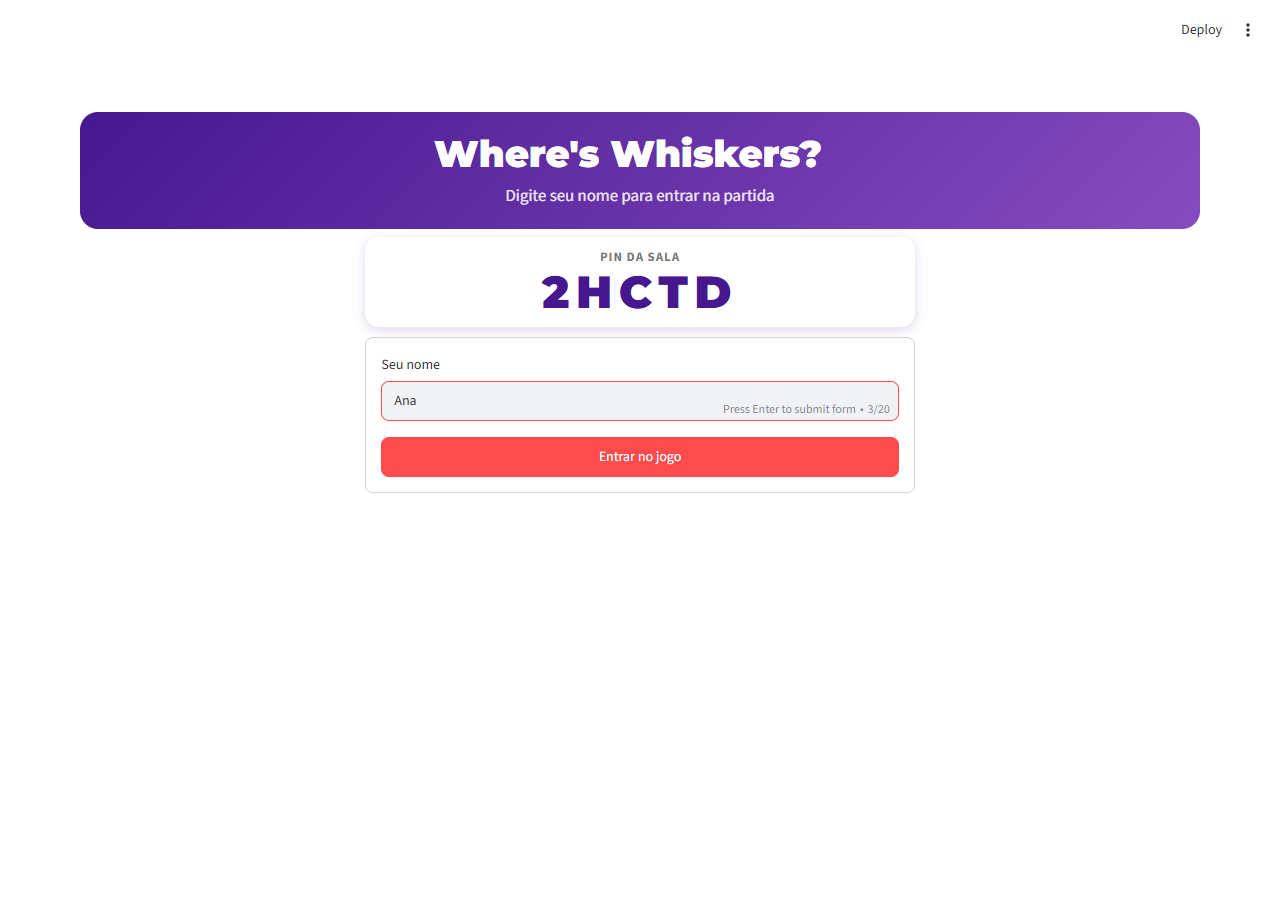 Deploy
Where's Whiskers?
Digite seu nome para entrar na partida
PIN DA SALA
2HCTD
Seu nome
Ana
Press Enter to submit form • 3/20
Entrar no jogo